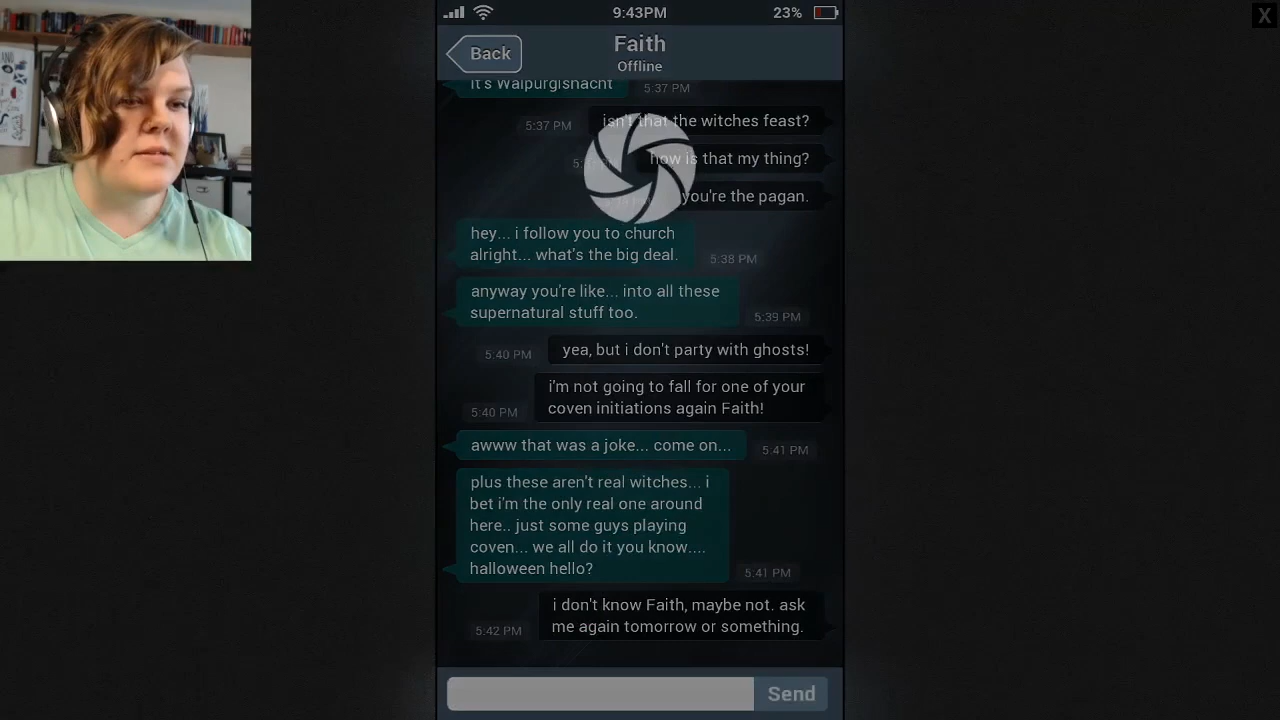 9:43PM
23%
X
Back
Faith
Offline
it's Walpurgisnacht
5:37 PM
isn't that the witches feast?
5:37 PM
how is that my thing?
you're the pagan.
hey... i follow you to church
alright... what's the big deal.
5:38 PM
anyway you're like... into all these
supernatural stuff too.
5:39 PM
yea, but i don't party with ghosts!
5:40 PM
i'm not going to fall for one of your
coven initiations again Faith!
5:40 PM
awww that was a joke... come on...
5:41 PM
plus these aren't real witches... i
bet i'm the only real one around
here.. just some guys playing
coven... we all do it you know....
halloween hello?
5:41 PM
i don't know Faith, maybe not. ask
me again tomorrow or something.
5:42 PM
Send